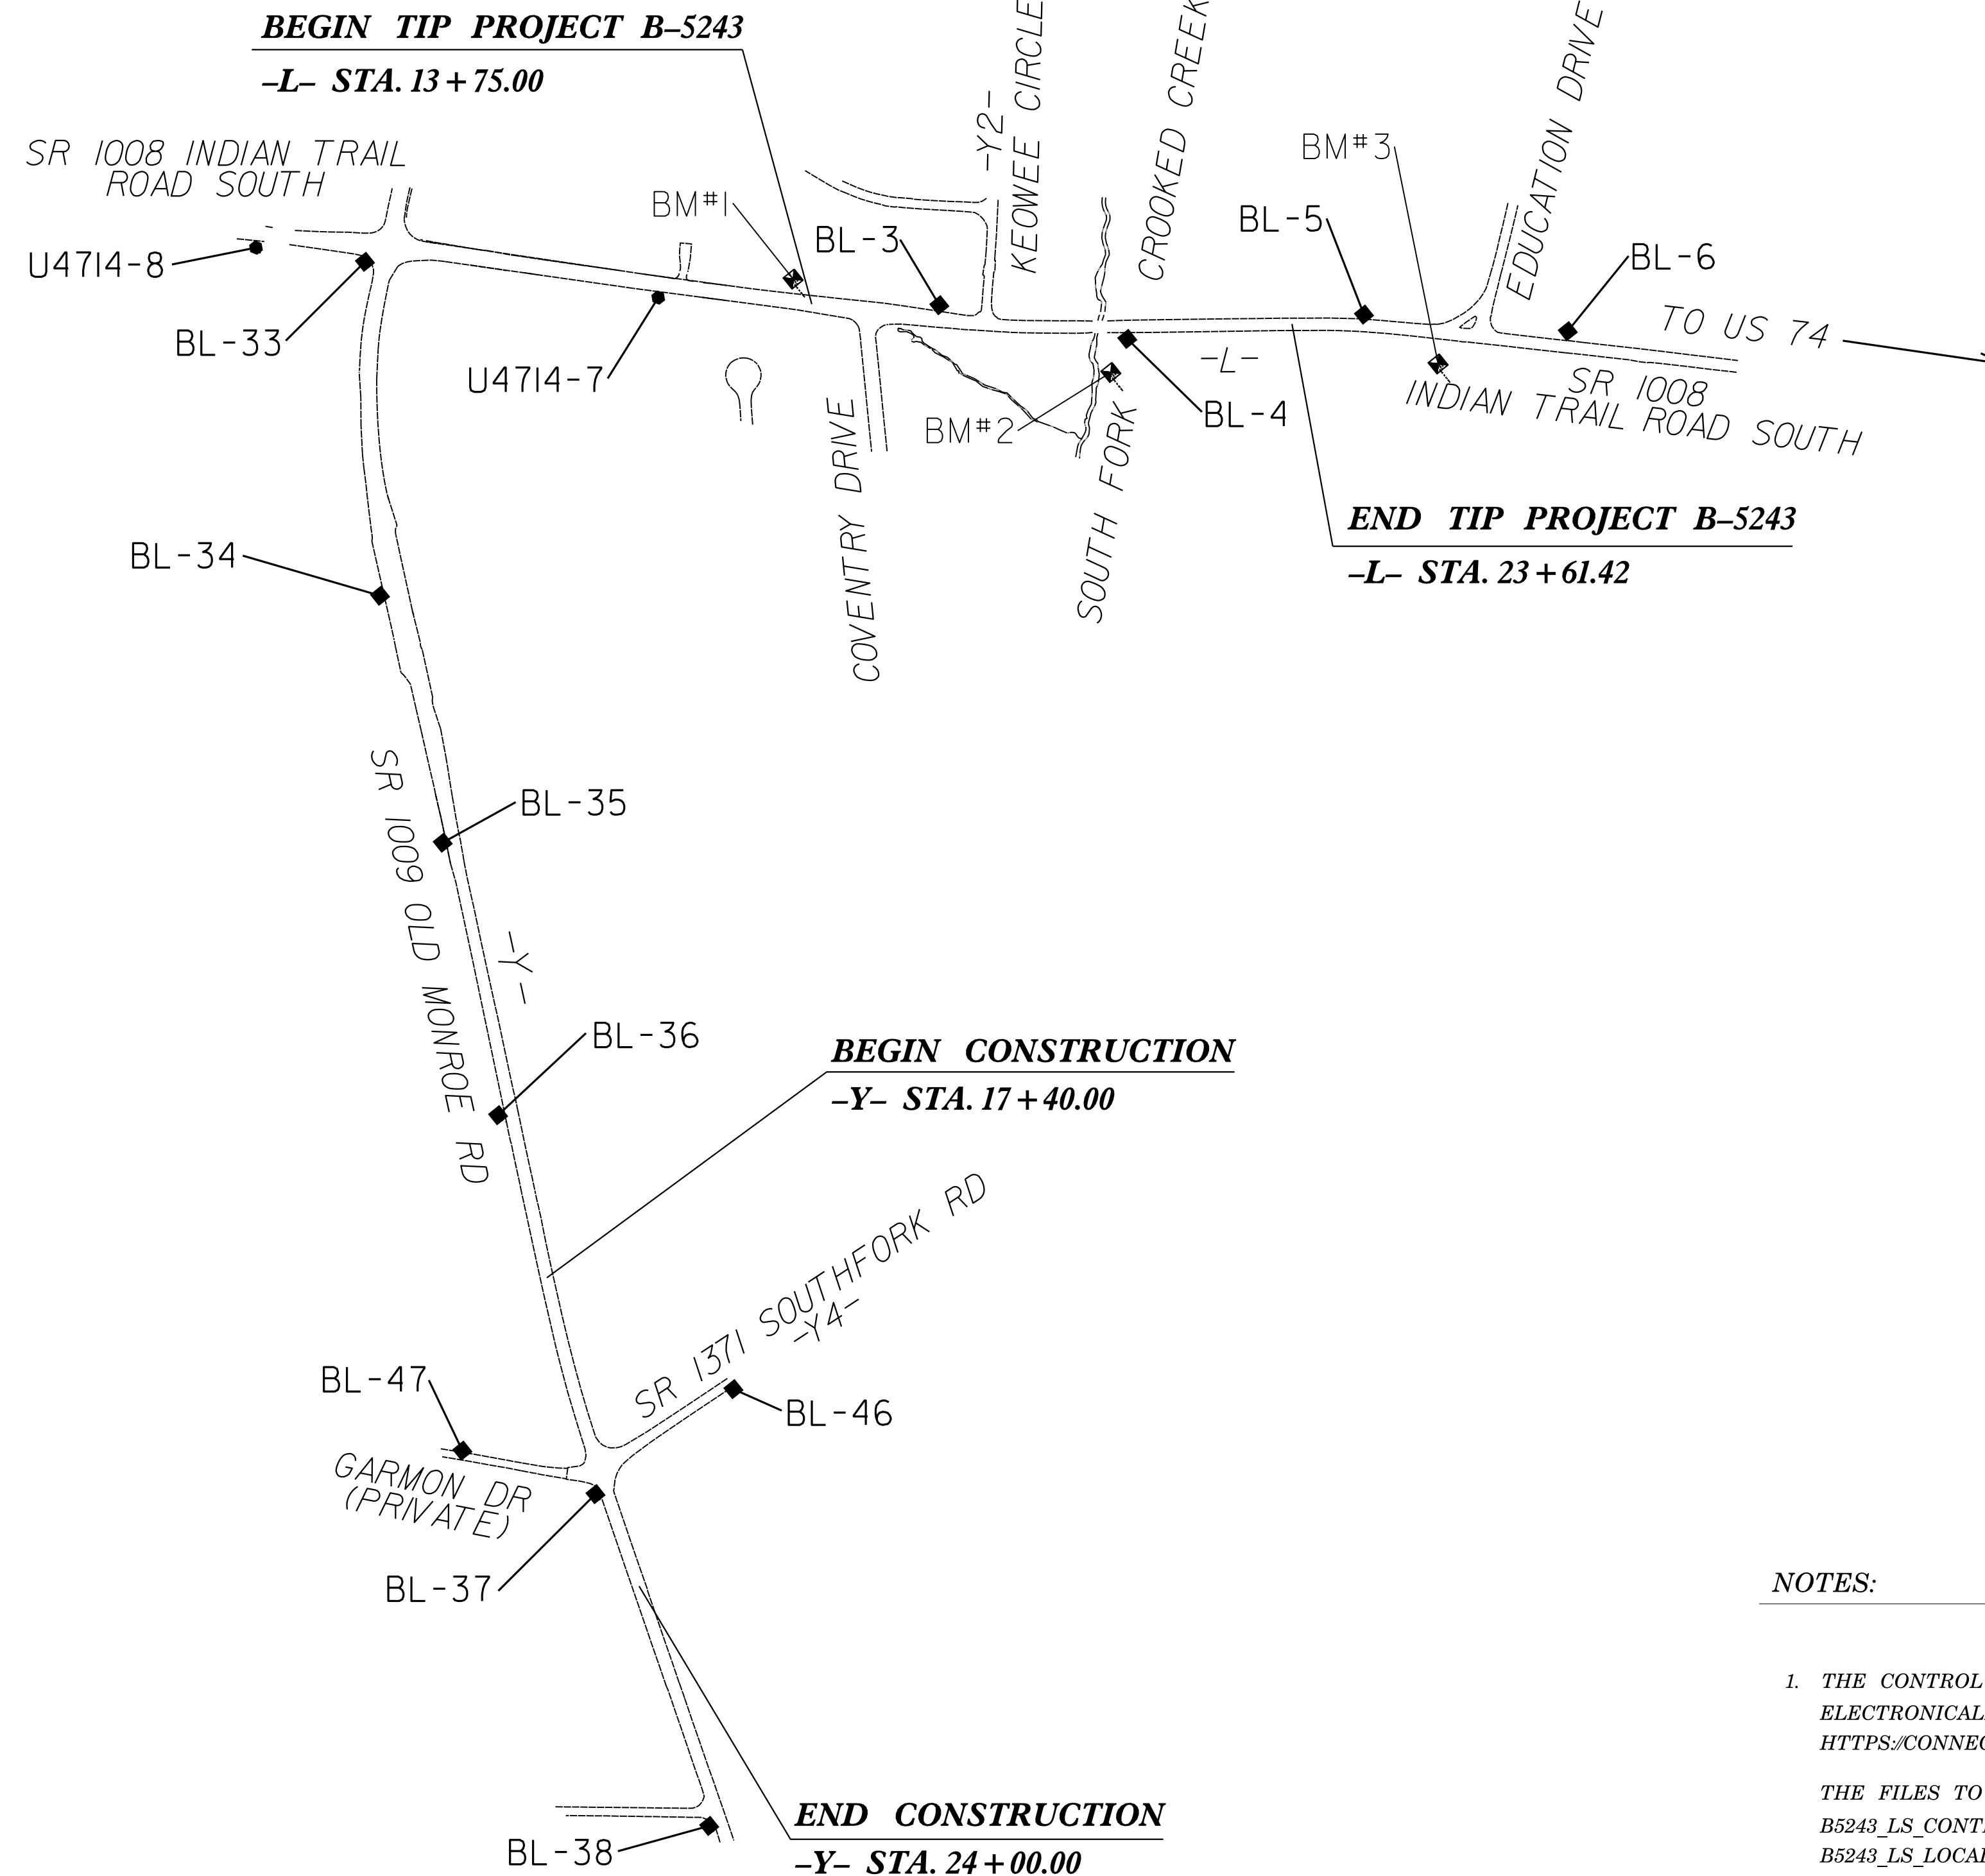 BEGIN TIP PROJECT B–5243
–L– STA. 13+75.00
SR 1008 INDIAN TRAIL
ROAD SOUTH
U4714-8
BL-33
BM#1
U4714-7
BL-3
-Y2-
KEOWEE CIRCLE
CROOKED CREEK
BM#3
BL-5
EDUCATION DRIVE
BL-6
TO US 74
SR 1008
INDIAN TRAIL ROAD SOUTH
-L-
BL-4
BM#2
COVENTRY DRIVE
SOUTH FORK
END TIP PROJECT B–5243
–L– STA. 23+61.42
BL-34
SR 1009 OLD MONROE RD
BL-35
-Y-
BL-36
BEGIN CONSTRUCTION
–Y– STA. 17+40.00
SR 1371 SOUTHFORK RD
-Y4-
BL-47
BL-46
GARMON DR
(PRIVATE)
BL-37
BL-38
END CONSTRUCTION
–Y– STA. 24+00.00
NOTES:
1. THE CONTROL
HTTPS://CONNEC
THE FILES TO
B5243_LS_CONT
B5243_LS_LOCA